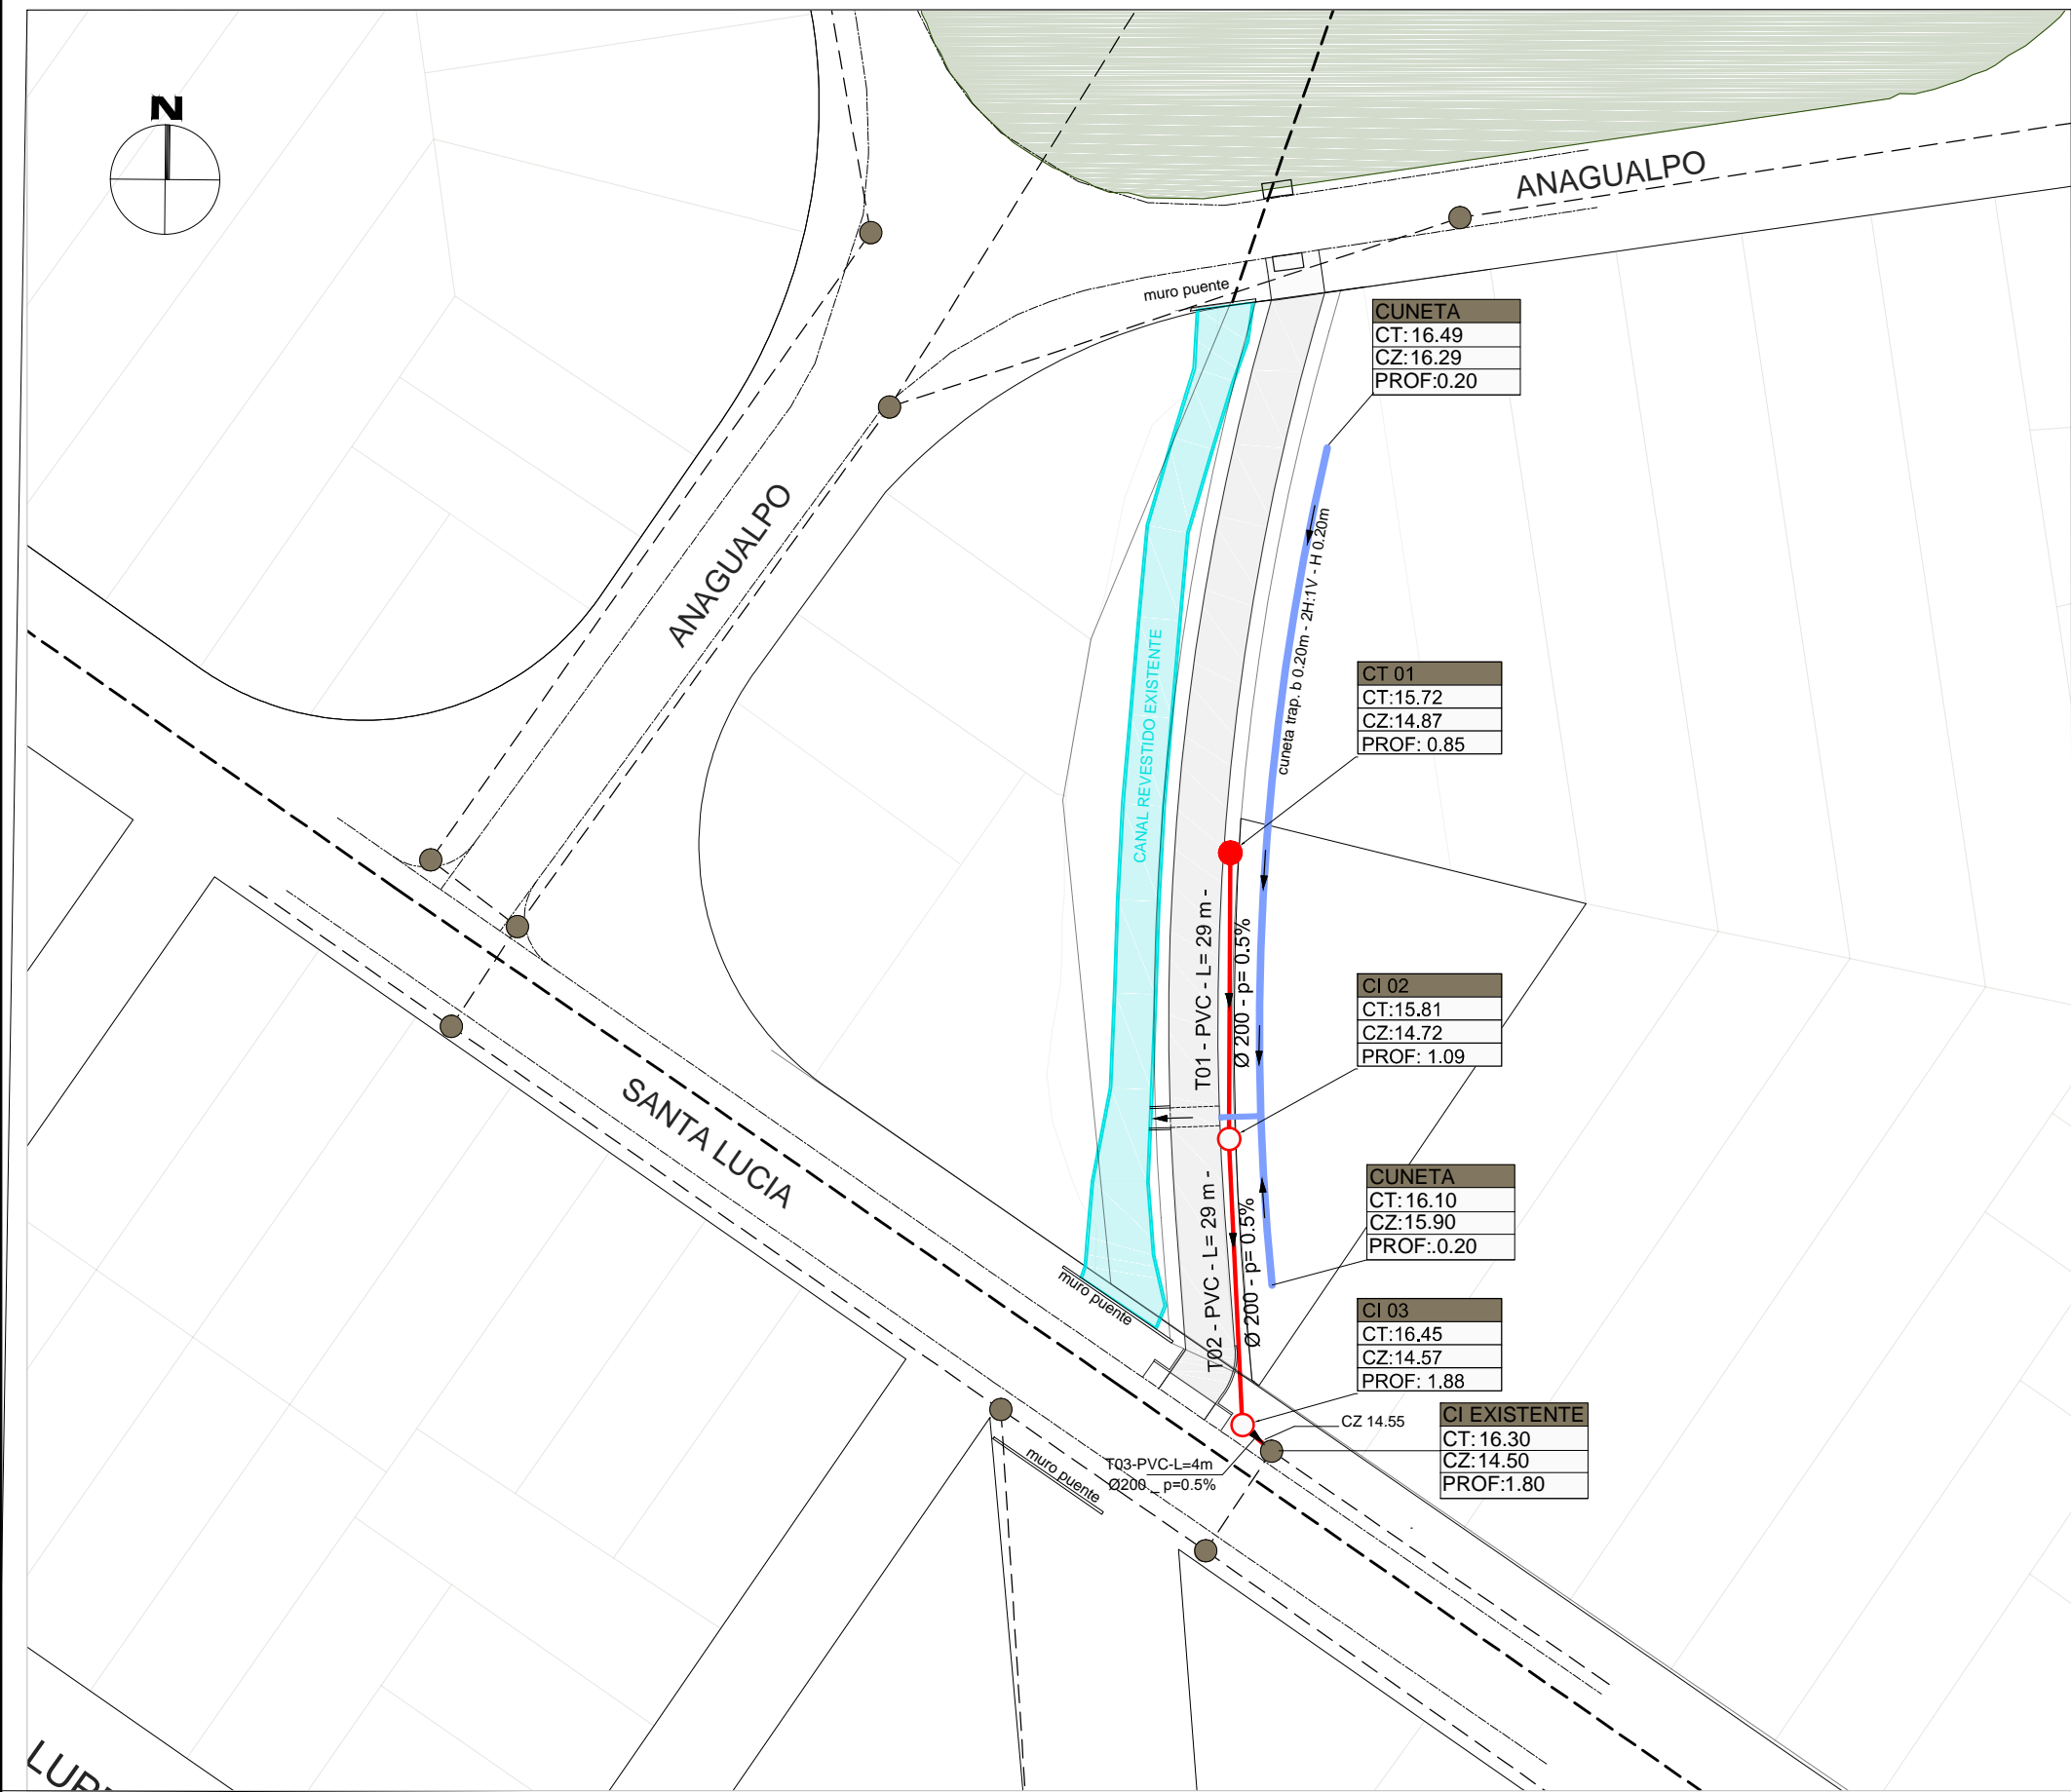 N
ANAGUALPO
muro puente
CUNETA
CT: 16.49
CZ: 16.29
PROF:0.20
ANAGUALPO
cuneta trap. b 0.20m - 2H:1V - H 0.20m
CANAL REVESTIDO EXISTENTE
CT 01
CT:15.72
CZ:14.87
PROF: 0.85
T01 - PVC - L= 29 m -
Ø 200 - p= 0.5%
CI 02
CT:15.81
CZ:14.72
PROF: 1.09
SANTA LUCIA
CUNETA
CT: 16.10
CZ:15.90
PROF:.0.20
T02 - PVC - L= 29 m -
Ø 200 - p= 0.5%
muro puente
CI 03
CT:16.45
CZ:14.57
PROF: 1.88
CZ 14.55
CI EXISTENTE
CT: 16.30
CZ:14.50
PROF:1.80
T03-PVC-L=4m
Ø200 _ p=0.5%
muro puente